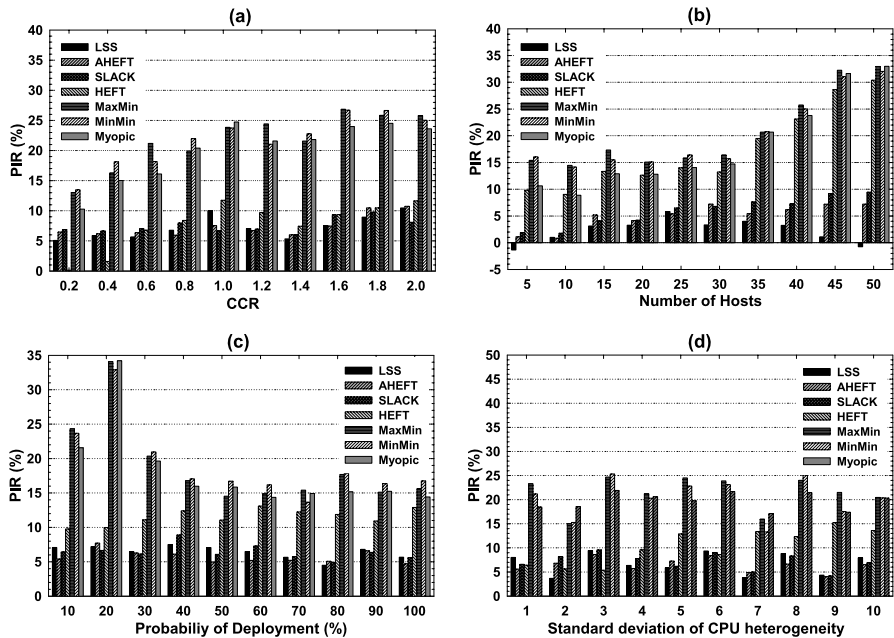 (a)
40
35
30
25
20
15
10
5
0
PIR (%)
LSS
AHEFT
SLACK
HEFT
MaxMin
MinMin
Myopic
0.2 0.4 0.6 0.8 1.0 1.2 1.4 1.6 1.8 2.0
CCR
(b)
40
35
30
25
20
15
10
5
0
-5
PIR (%)
LSS
AHEFT
SLACK
HEFT
MaxMin
MinMin
Myopic
5 10 15 20 25 30 35 40 45 50
Number of Hosts
(c)
35
30
25
20
15
10
5
0
PIR (%)
LSS
AHEFT
SLACK
HEFT
MaxMin
MinMin
Myopic
10 20 30 40 50 60 70 80 90 100
Probabiliy of Deployment (%)
(d)
50
45
40
35
30
25
20
15
10
5
0
PIR (%)
LSS
AHEFT
SLACK
HEFT
MaxMin
MinMin
Myopic
1 2 3 4 5 6 7 8 9 10
Standard deviation of CPU heterogeneity